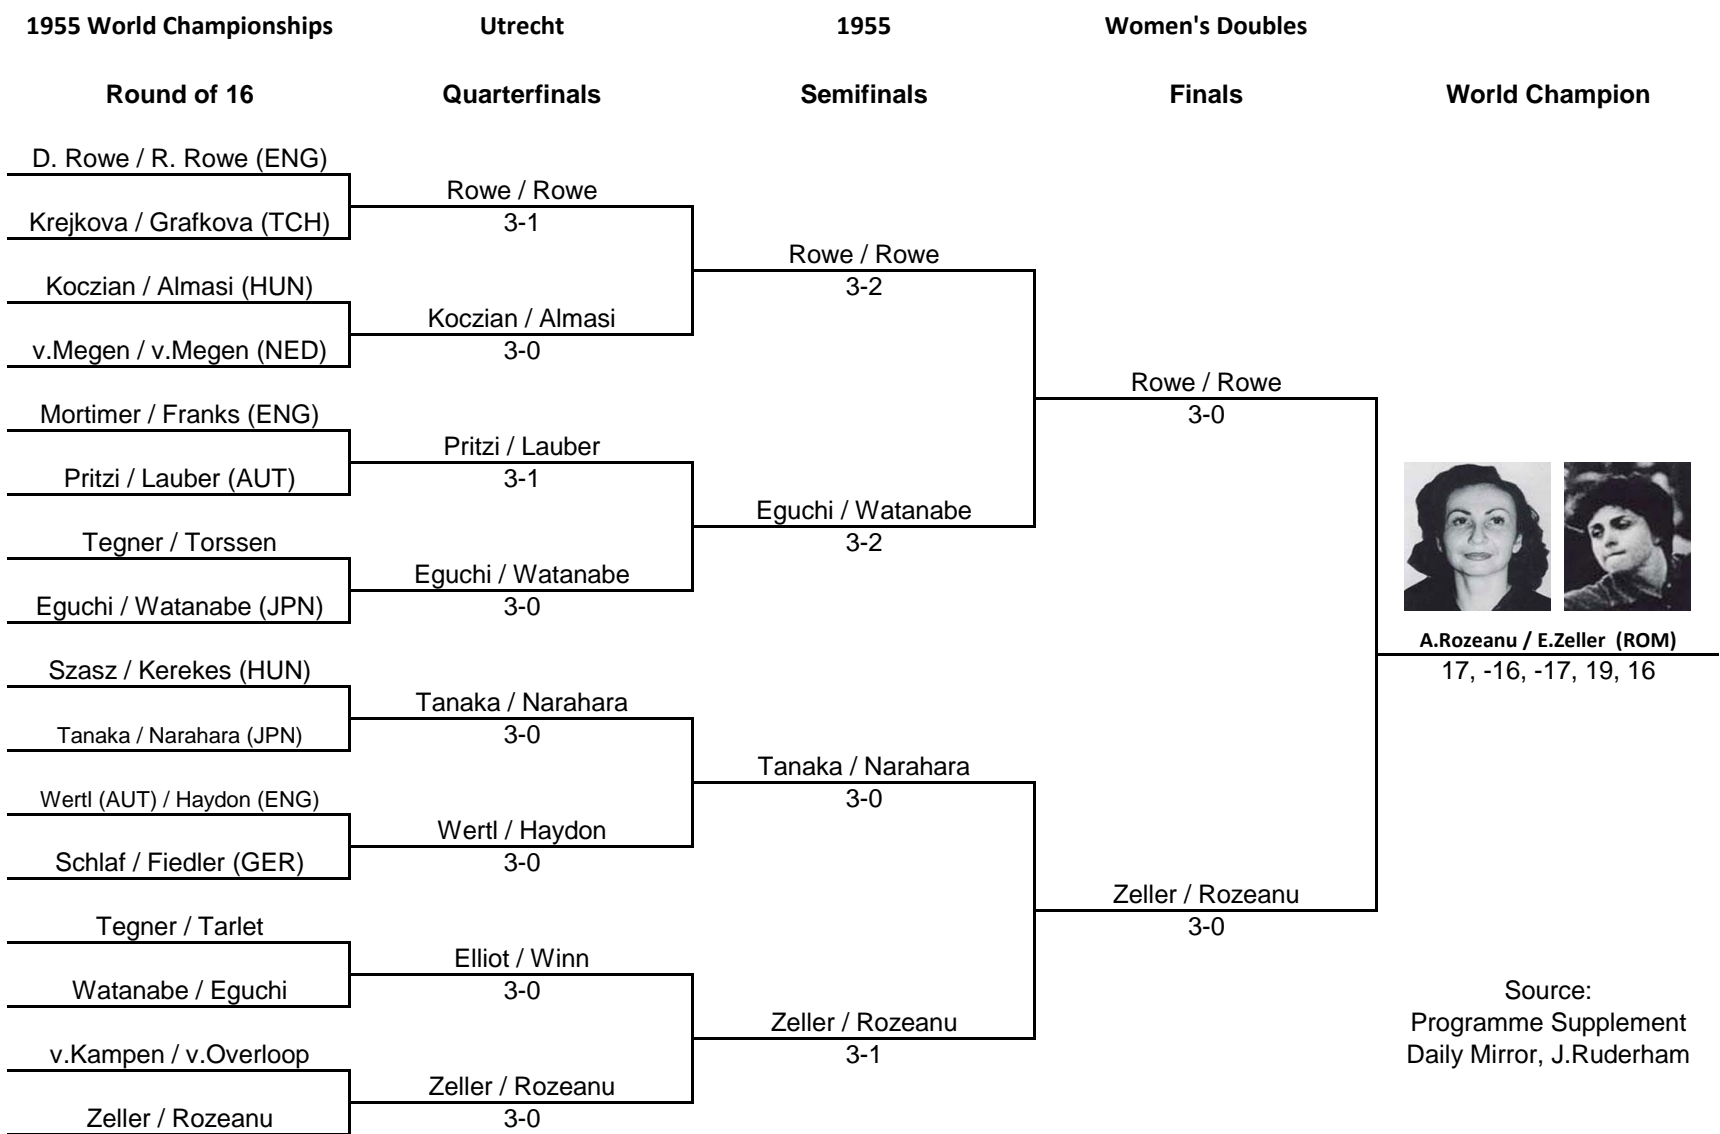 1955 World Championships Utrecht 1955 Women's Doubles
Round of 16 Quarterfinals Semifinals Finals World Champion
D. Rowe / R. Rowe (ENG)
Rowe / Rowe
Krejkova / Grafkova (TCH) 3-1
Rowe / Rowe
Koczian / Almasi (HUN) 3-2
Koczian / Almasi
v.Megen / v.Megen (NED) 3-0
Rowe / Rowe
Mortimer / Franks (ENG) 3-0
Pritzi / Lauber
Pritzi / Lauber (AUT) 3-1
Eguchi / Watanabe
Tegner / Torssen 3-2
Eguchi / Watanabe
Eguchi / Watanabe (JPN) 3-0
A.Rozeanu / E.Zeller (ROM)
Szasz / Kerekes (HUN) 17, -16, -17, 19, 16
Tanaka / Narahara
Tanaka / Narahara (JPN) 3-0
Tanaka / Narahara
Wertl (AUT) / Haydon (ENG) 3-0
Wertl / Haydon
Schlaf / Fiedler (GER) 3-0
Zeller / Rozeanu
Tegner / Tarlet 3-0
Elliot / Winn
Watanabe / Eguchi 3-0 Source:
Zeller / Rozeanu Programme Supplement
v.Kampen / v.Overloop 3-1 Daily Mirror, J.Ruderham
Zeller / Rozeanu
Zeller / Rozeanu 3-0